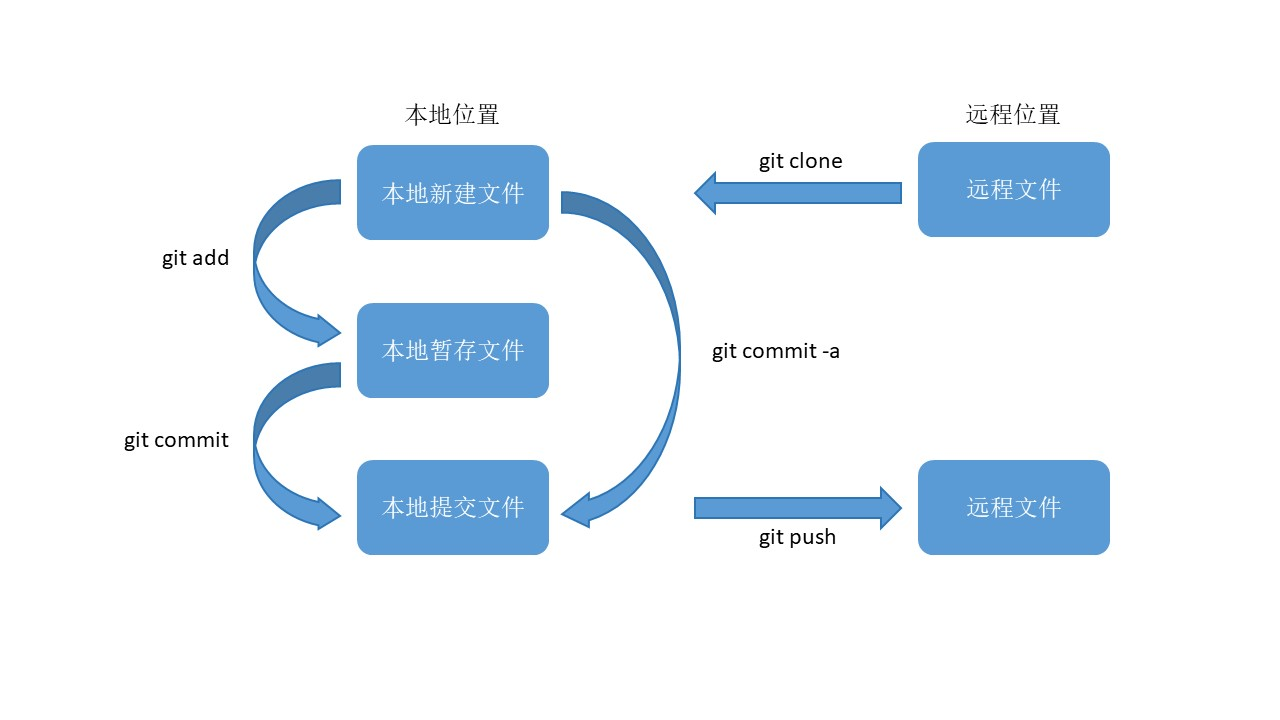 本地位置
远程位置
git clone
本地新建文件
远程文件
git add
本地暂存文件
git commit -a
git commit
本地提交文件
远程文件
git push